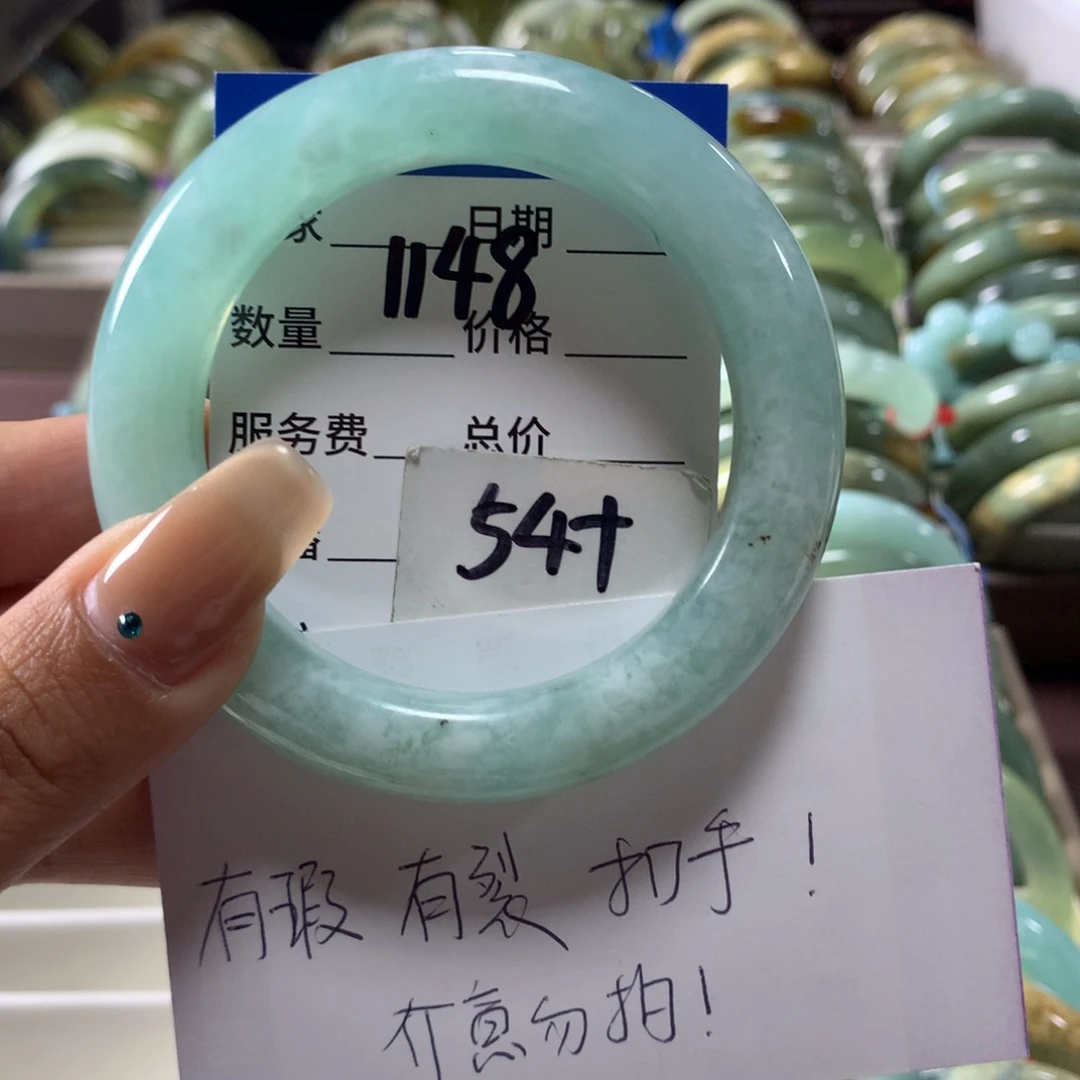 家 日期
1148
数量 价格
服务费 总价
54+
有瑕 有裂 扣手！
介意勿拍！